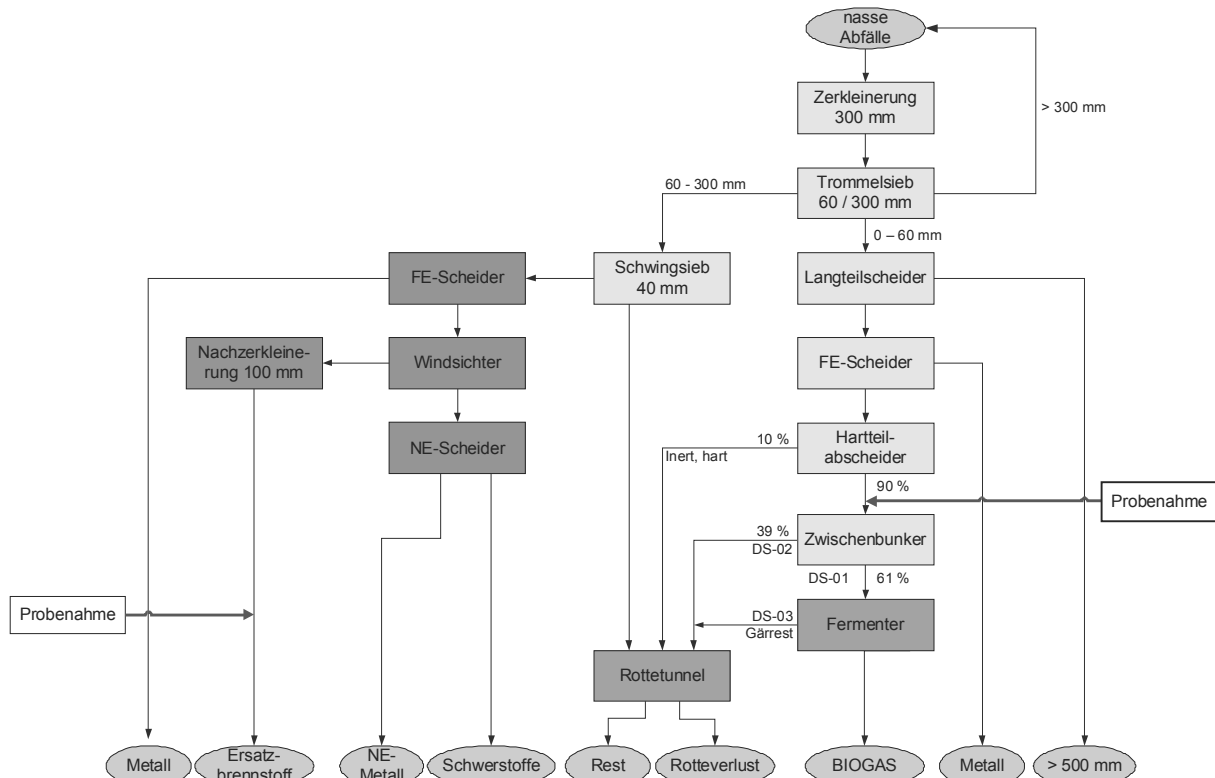 nasse
Abfälle
Zerkleinerung
300 mm
> 300 mm
60 - 300 mm
Trommelsieb
60 / 300 mm
0 – 60 mm
FE-Scheider
Schwingsieb
40 mm
Langteilscheider
Nachzerkleine-
rung 100 mm
Windsichter
FE-Scheider
NE-Scheider
10 %
Inert, hart
Hartteil-
abscheider
90 %
Probenahme
39 %
DS-02
Zwischenbunker
DS-01
61 %
Probenahme
DS-03
Gärrest
Fermenter
Rottetunnel
Metall
Ersatz-
brennstoff
NE-
Metall
Schwerstoffe
Rest
Rotteverlust
BIOGAS
Metall
> 500 mm